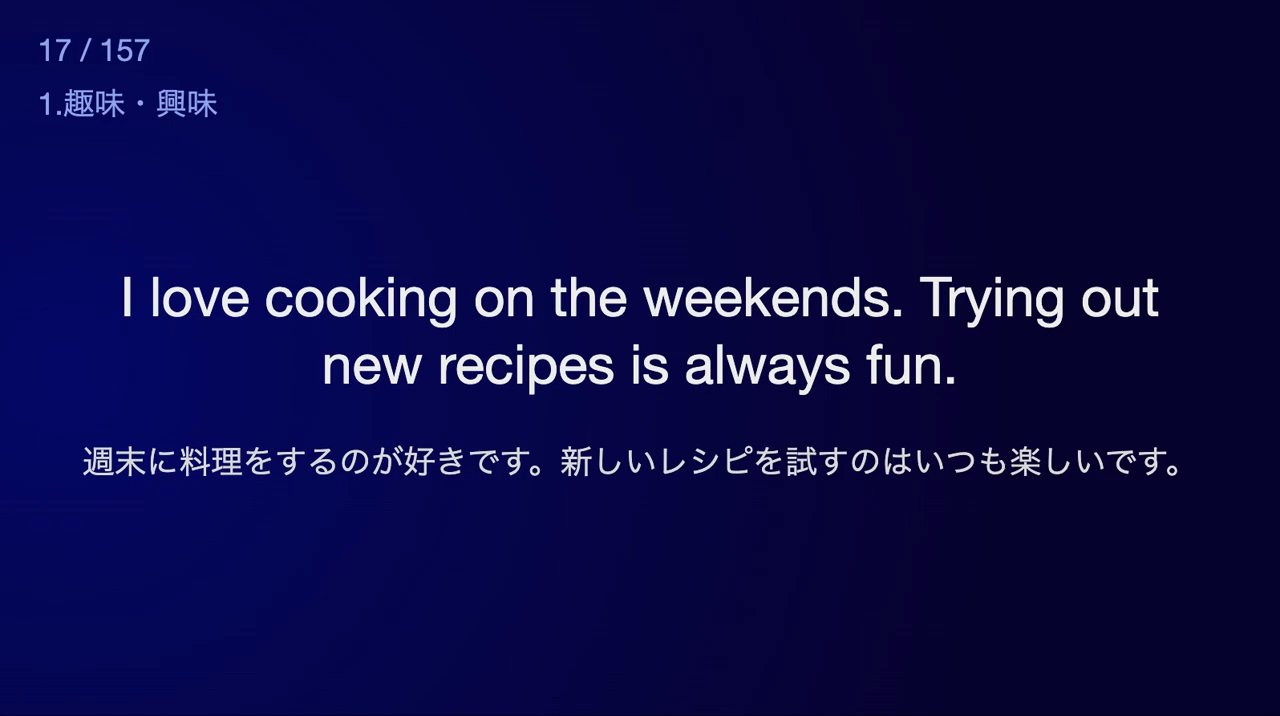 17 / 157
1.趣味・興味
I love cooking on the weekends. Trying out
new recipes is always fun.
週末に料理をするのが好きです。新しいレシピを試すのはいつも楽しいです。